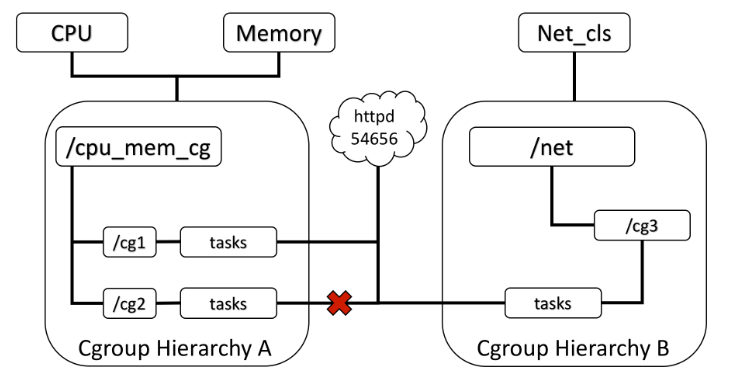 CPU
Memory
Net_cls
httpd
54656
/cpu_mem_cg
/net
/cg1
tasks
/cg3
/cg2
tasks
tasks
Cgroup Hierarchy A
Cgroup Hierarchy B